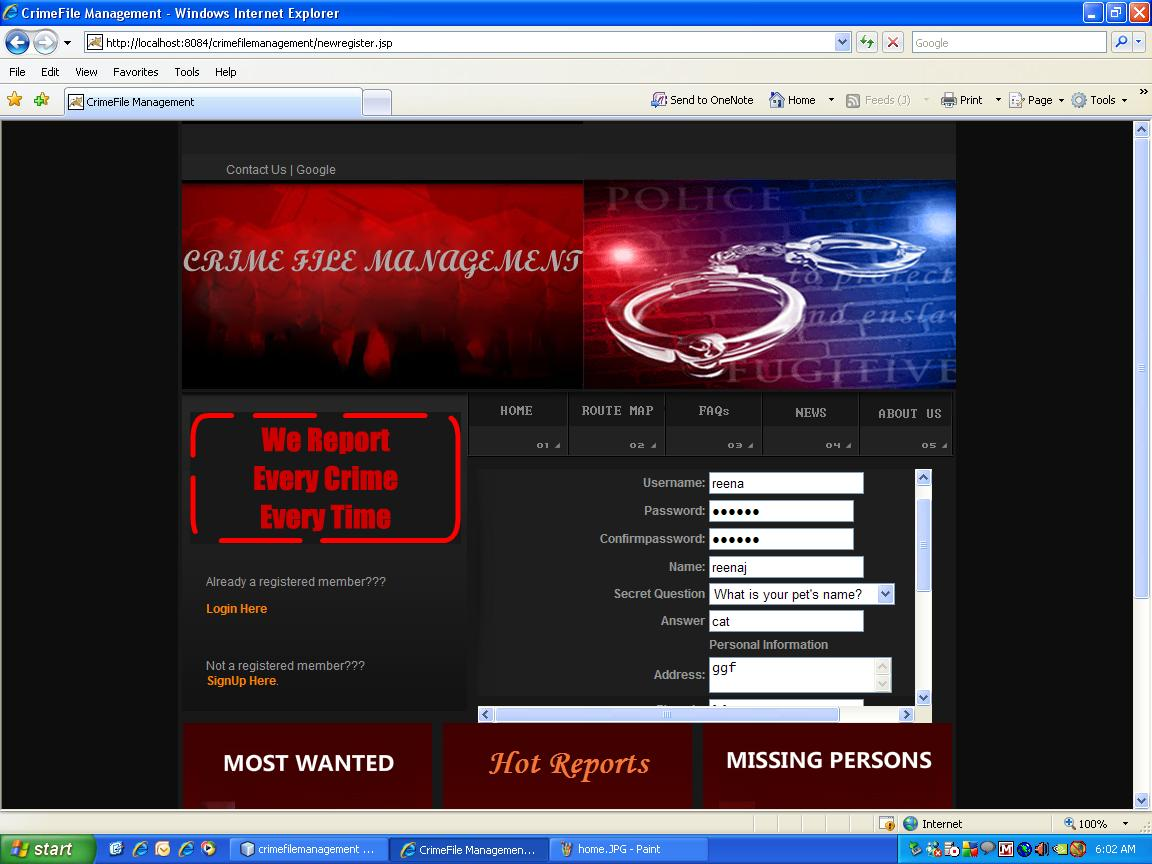 CrimeFile Management - Windows Internet Explorer
http://localhost:8084/crimefilemanagement/newregister.jsp
Google
File Edit View Favorites Tools Help
CrimeFile Management
Send to OneNote Home Feeds (J) Print Page Tools
Contact Us | Google
CRIME FILE MANAGEMENT
POLICE
to protect
and ensla
FUGITIVE
HOME ROUTE MAP FAQs NEWS ABOUT US
01 02 03 04 05
We Report
Every Crime
Every Time
Already a registered member???
Login Here
Not a registered member???
SignUp Here.
Username: reena
Password: ●●●●●●
Confirmpassword: ●●●●●●
Name: reenaj
Secret Question What is your pet's name?
Answer cat
Personal Information
Address: ggf
MOST WANTED
Hot Reports
MISSING PERSONS
Internet 100%
start crimefilemanagement ... CrimeFile Managemen... home.JPG - Paint 6:02 AM